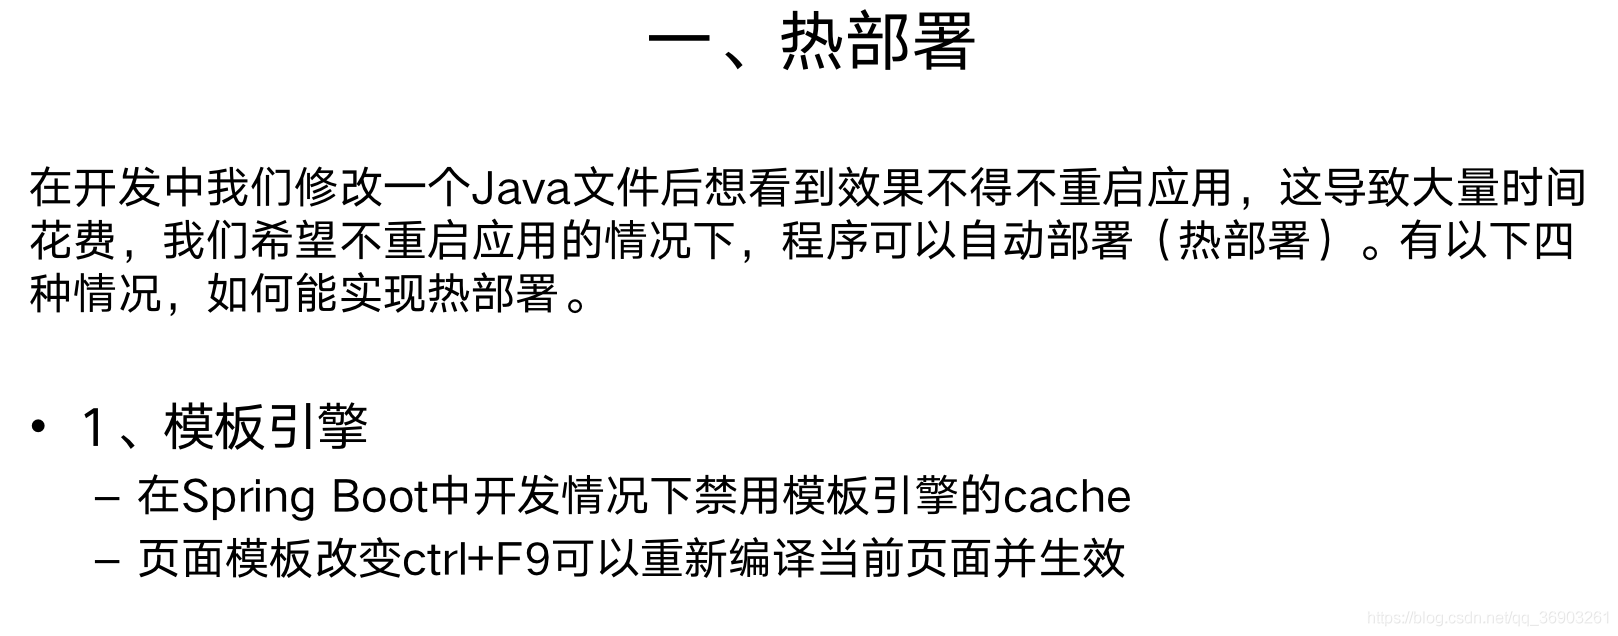 一、热部署
在开发中我们修改一个Java文件后想看到效果不得不重启应用，这导致大量时间
花费，我们希望不重启应用的情况下，程序可以自动部署（热部署）。有以下四
种情况，如何能实现热部署。
• 1、模板引擎
– 在Spring Boot中开发情况下禁用模板引擎的cache
– 页面模板改变ctrl+F9可以重新编译当前页面并生效
https://blog.csdn.net/qq_36903261